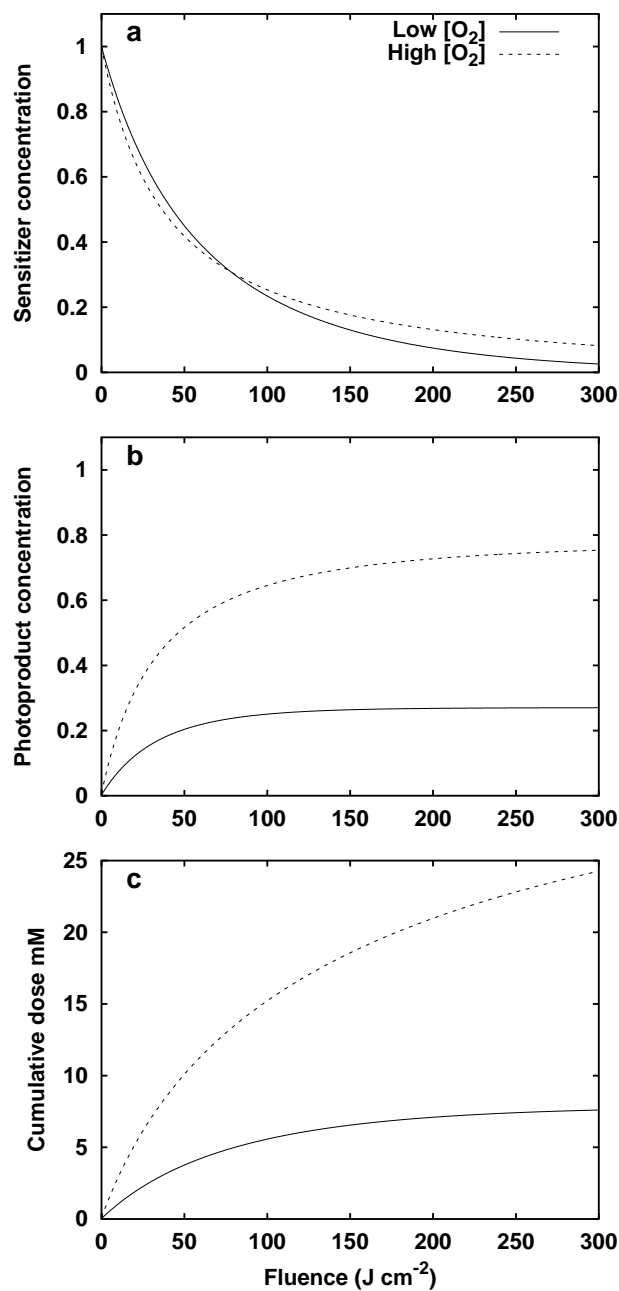 a
Low [O2]
High [O2]
1
0.8
0.6
0.4
0.2
0
Sensitizer concentration
0 50 100 150 200 250 300
b
1
0.8
0.6
0.4
0.2
0
Photoproduct concentration
0 50 100 150 200 250 300
c
25
20
15
10
5
0
Cumulative dose mM
0 50 100 150 200 250 300
Fluence (J cm-2)